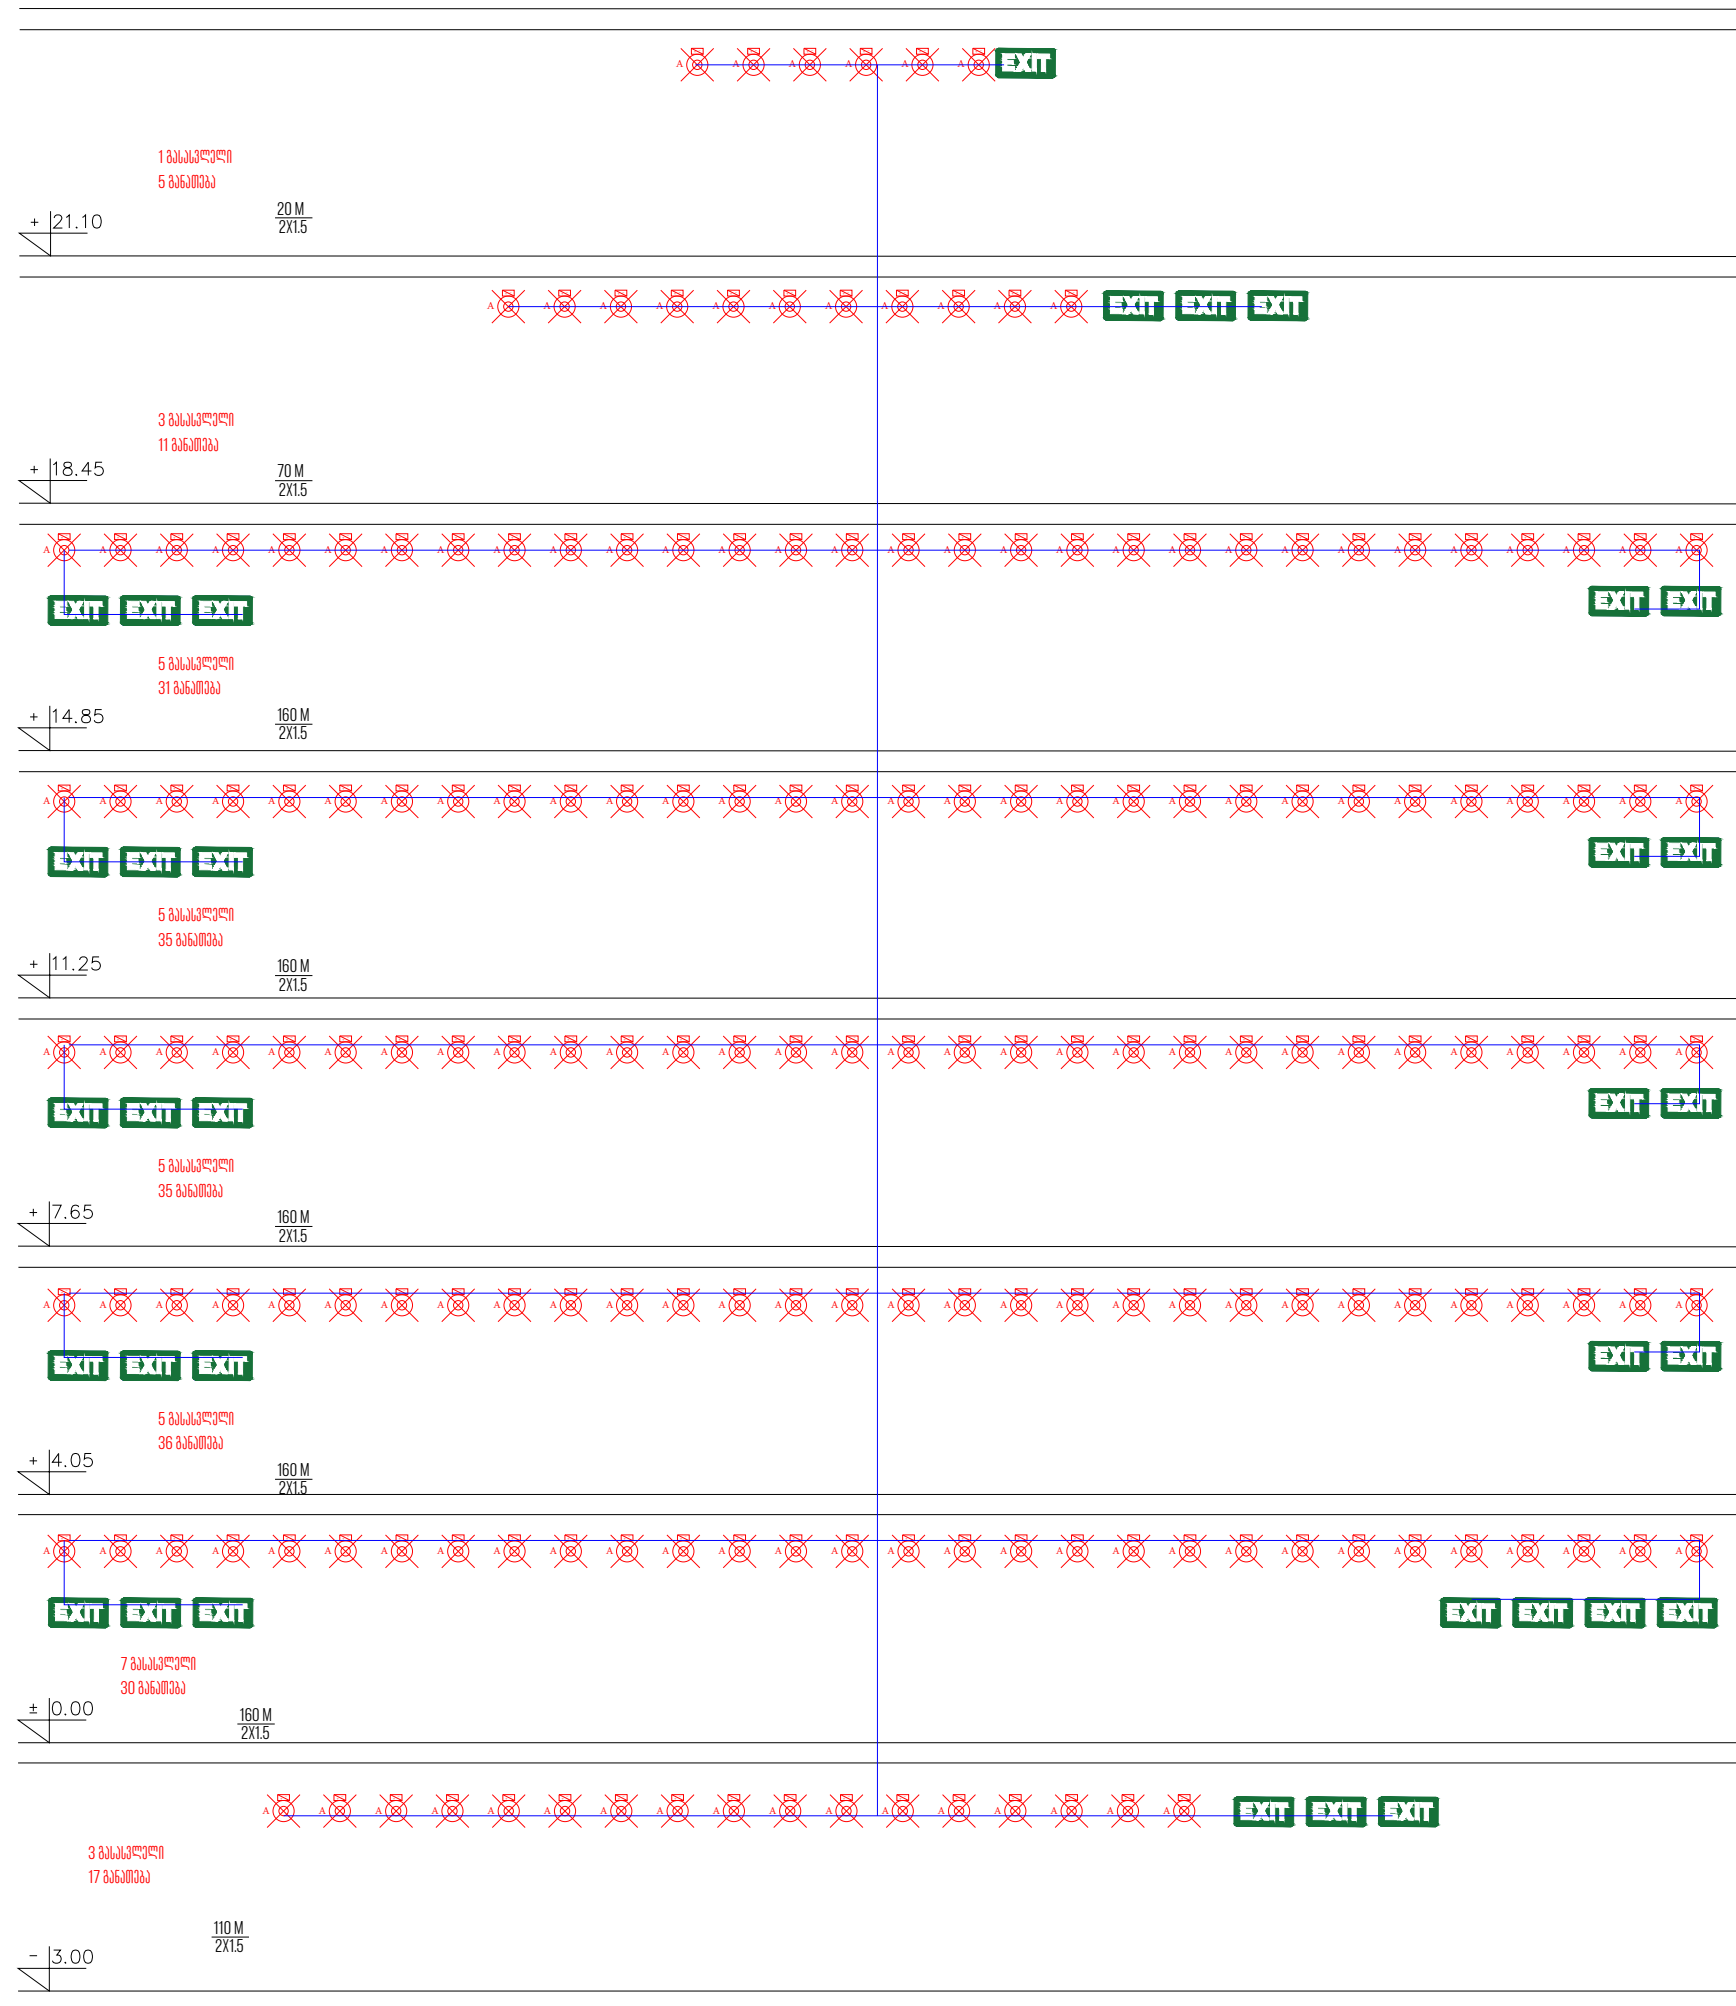 A A A A A A EXIT
1 გასასვლელი
5 განათება
20 M
2X1.5
+ 21.10
A A A A A A A A A A A EXIT EXIT EXIT
3 გასასვლელი
11 განათება
70 M
2X1.5
+ 18.45
A A A A A A A A A A A A A A A A A A A A A A A A A A A A A A
EXIT EXIT EXIT EXIT EXIT
5 გასასვლელი
31 განათება
160 M
2X1.5
+ 14.85
A A A A A A A A A A A A A A A A A A A A A A A A A A A A A A
EXIT EXIT EXIT EXIT EXIT
5 გასასვლელი
35 განათება
160 M
2X1.5
+ 11.25
A A A A A A A A A A A A A A A A A A A A A A A A A A A A A A
EXIT EXIT EXIT EXIT EXIT
5 გასასვლელი
35 განათება
160 M
2X1.5
+ 7.65
A A A A A A A A A A A A A A A A A A A A A A A A A A A A A A
EXIT EXIT EXIT EXIT EXIT
5 გასასვლელი
36 განათება
160 M
2X1.5
+ 4.05
A A A A A A A A A A A A A A A A A A A A A A A A A A A A A A
EXIT EXIT EXIT EXIT EXIT EXIT EXIT
7 გასასვლელი
30 განათება
160 M
2X1.5
± 0.00
A A A A A A A A A A A A A A A A A EXIT EXIT EXIT
3 გასასვლელი
17 განათება
110 M
2X1.5
− 3.00